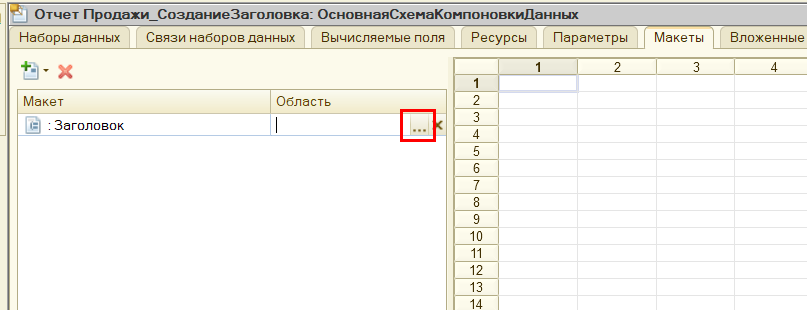 Отчет Продажи_СозданиеЗаголовка: ОсновнаяСхемаКомпоновкиДанных
Наборы данных Связи наборов данных Вычисляемые поля Ресурсы Параметры Макеты Вложенные
1 2 3 4
Макет Область
: Заголовок ...
1
2
3
4
5
6
7
8
9
10
11
12
13
14